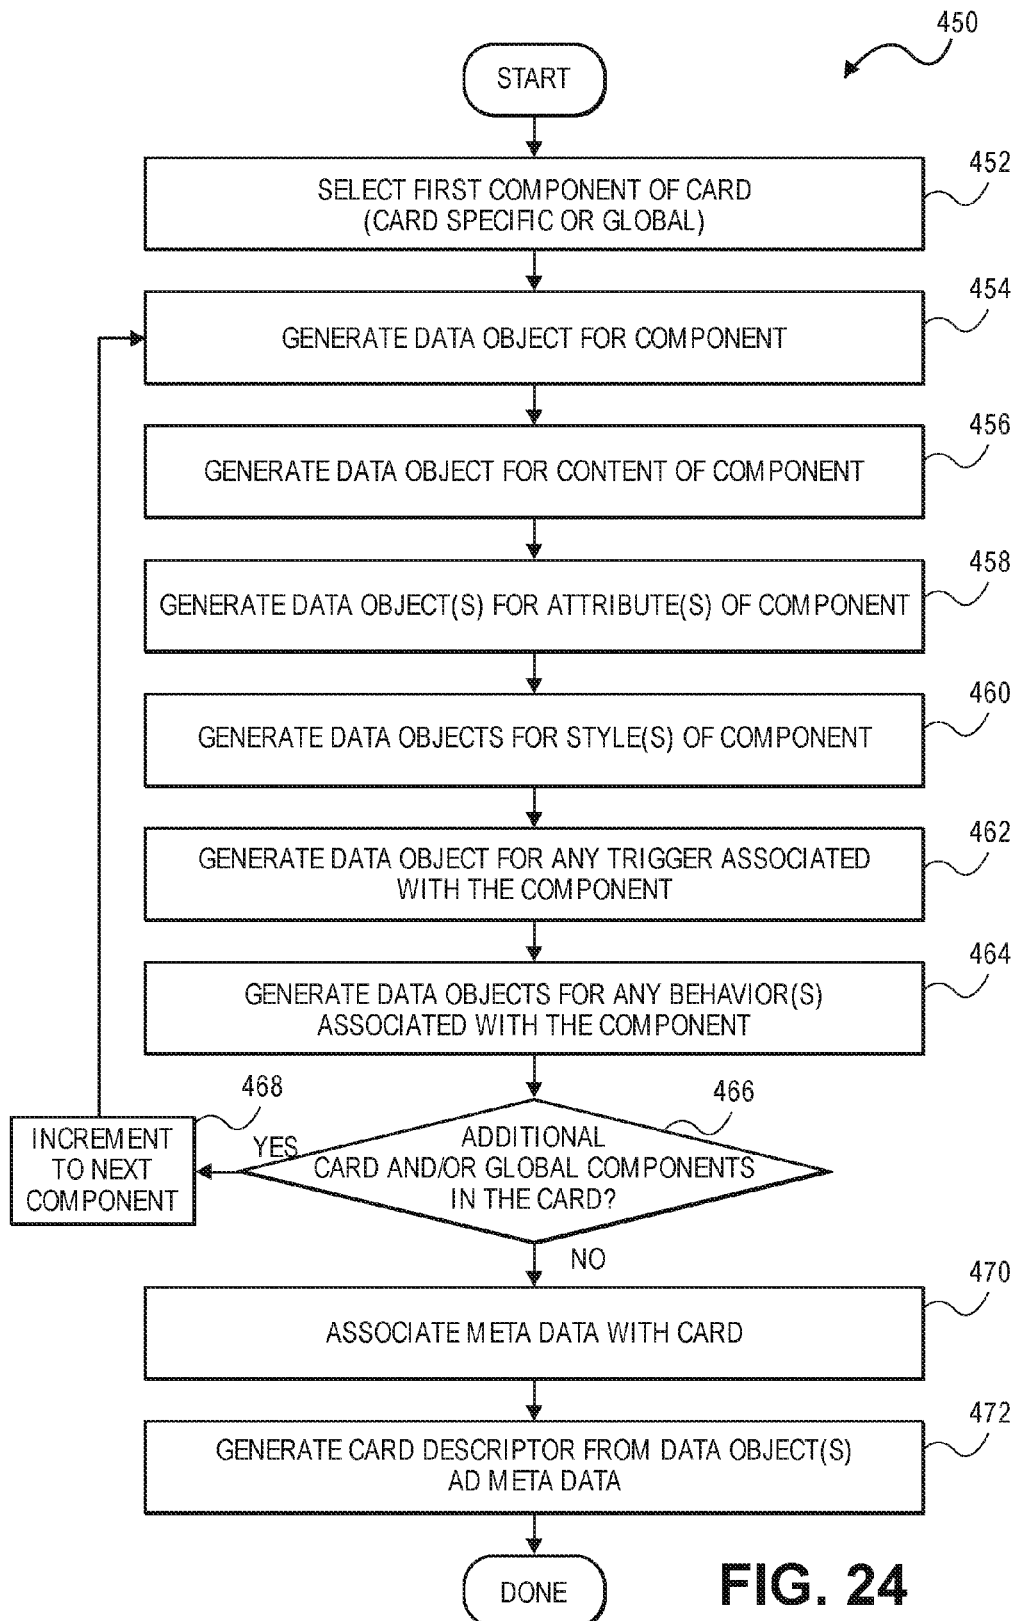 450
START
452
SELECT FIRST COMPONENT OF CARD
(CARD SPECIFIC OR GLOBAL)
454
GENERATE DATA OBJECT FOR COMPONENT
456
GENERATE DATA OBJECT FOR CONTENT OF COMPONENT
458
GENERATE DATA OBJECT(S) FOR ATTRIBUTE(S) OF COMPONENT
460
GENERATE DATA OBJECTS FOR STYLE(S) OF COMPONENT
462
GENERATE DATA OBJECT FOR ANY TRIGGER ASSOCIATED
WITH THE COMPONENT
464
GENERATE DATA OBJECTS FOR ANY BEHAVIOR(S)
ASSOCIATED WITH THE COMPONENT
468
INCREMENT
TO NEXT
COMPONENT
YES
466
ADDITIONAL
CARD AND/OR GLOBAL COMPONENTS
IN THE CARD?
NO
470
ASSOCIATE META DATA WITH CARD
472
GENERATE CARD DESCRIPTOR FROM DATA OBJECT(S)
AD META DATA
DONE
FIG. 24